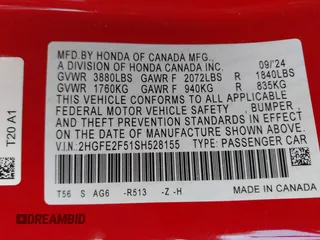 MFD.BY HONDA OF CANADA MFG.,
A DIVISION OF HONDA CANADA INC. 09/'24
GVWR 3880LBS GAWR F 2072LBS R 1840LBS
GVWR 1760KG GAWR F 940KG R 835KG
THIS VEHICLE CONFORMS TO ALL APPLICABLE
FEDERAL MOTOR VEHICLE SAFETY, BUMPER,
AND THEFT PREVENTION STANDARDS IN EFFECT
ON THE DATE OF MANUFACTURE SHOWN ABOVE.
V.I.N.:2HGFE2F51SH528155 TYPE: PASSENGER CAR
T56 S AG6 -R513 -Z -H MADE IN CANADA
T20 A1
DREAMBID